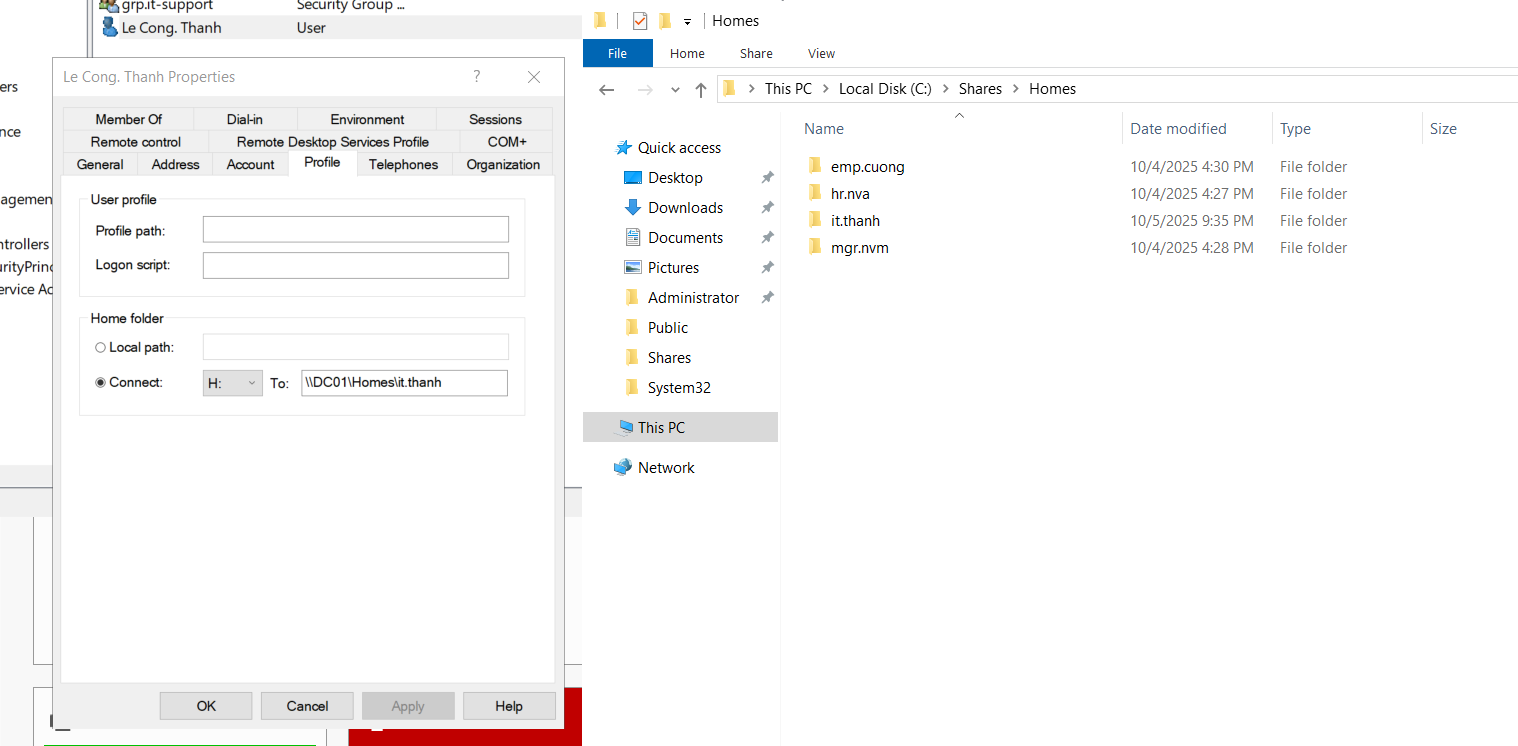 grp.it-support Security Group ...
Le Cong. Thanh User
ers
nce
agemen
ntrollers
urityPrinc
ervice Ac
Le Cong. Thanh Properties ?
Member Of Dial-in Environment Sessions
Remote control Remote Desktop Services Profile COM+
General Address Account Profile Telephones Organization
User profile
Profile path:
Logon script:
Home folder
Local path:
Connect: H: To: \\DC01\Homes\it.thanh
OK Cancel Apply Help
Homes
File Home Share View
This PC > Local Disk (C:) > Shares > Homes
Quick access
Desktop
Downloads
Documents
Pictures
Administrator
Public
Shares
System32
This PC
Network
Name Date modified Type Size
emp.cuong 10/4/2025 4:30 PM File folder
hr.nva 10/4/2025 4:27 PM File folder
it.thanh 10/5/2025 9:35 PM File folder
mgr.nvm 10/4/2025 4:28 PM File folder